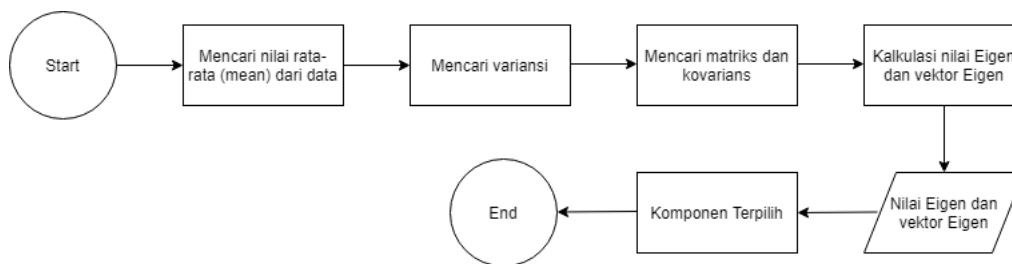 Start
Mencari nilai rata-
rata (mean) dari data
Mencari variansi
Mencari matriks dan
kovarians
Kalkulasi nilai Eigen
dan vektor Eigen
Nilai Eigen dan
vektor Eigen
Komponen Terpilih
End